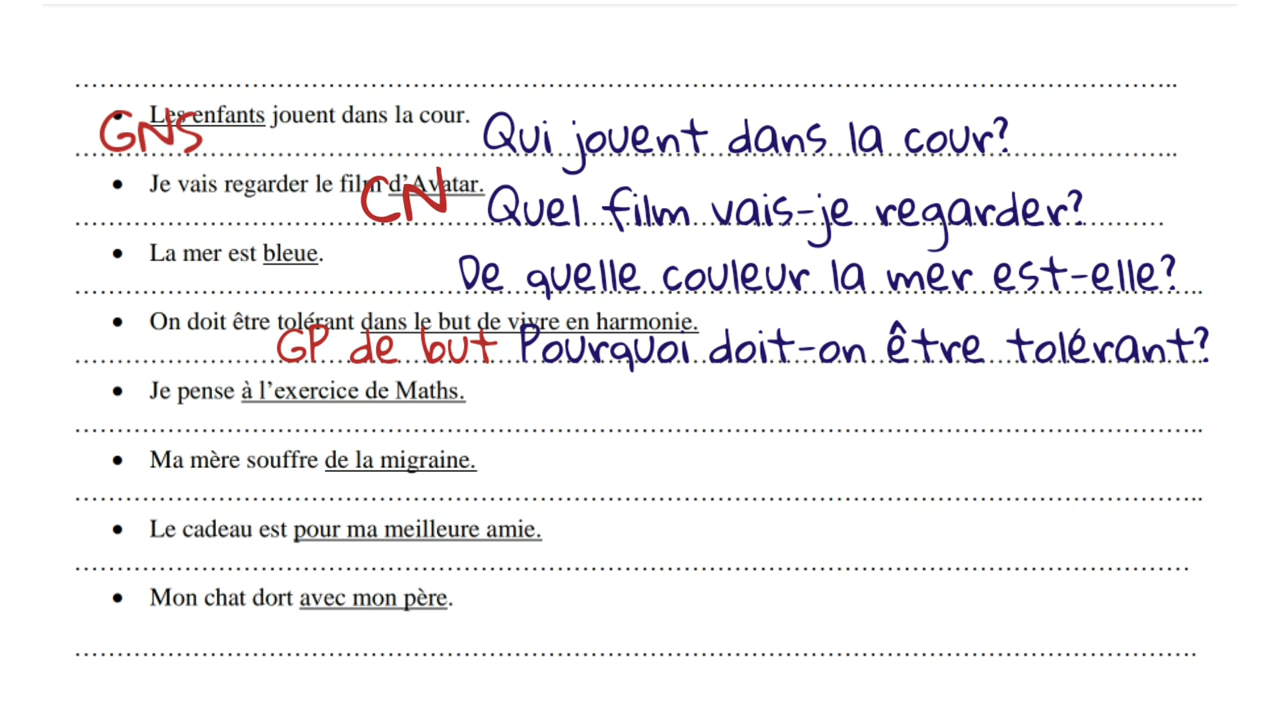 • Les enfants jouent dans la cour.
GNS Qui jouent dans la cour?
• Je vais regarder le film d'Avatar.
CN Quel film vais-je regarder?
• La mer est bleue.
De quelle couleur la mer est-elle?
• On doit être tolérant dans le but de vivre en harmonie.
GP de but Pourquoi doit-on être tolérant?
• Je pense à l'exercice de Maths.
• Ma mère souffre de la migraine.
• Le cadeau est pour ma meilleure amie.
• Mon chat dort avec mon père.